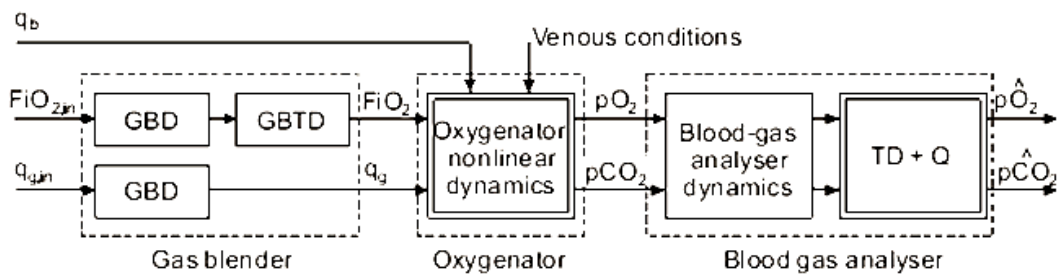 q_b
Venous conditions
FiO_2,in
GBD
GBTD
FiO_2
Oxygenator
nonlinear
dynamics
pO_2
Blood-gas
analyser
dynamics
TD + Q
pÔ_2
q_g,in
GBD
q_g
pCO_2
pĈO_2
Gas blender
Oxygenator
Blood gas analyser